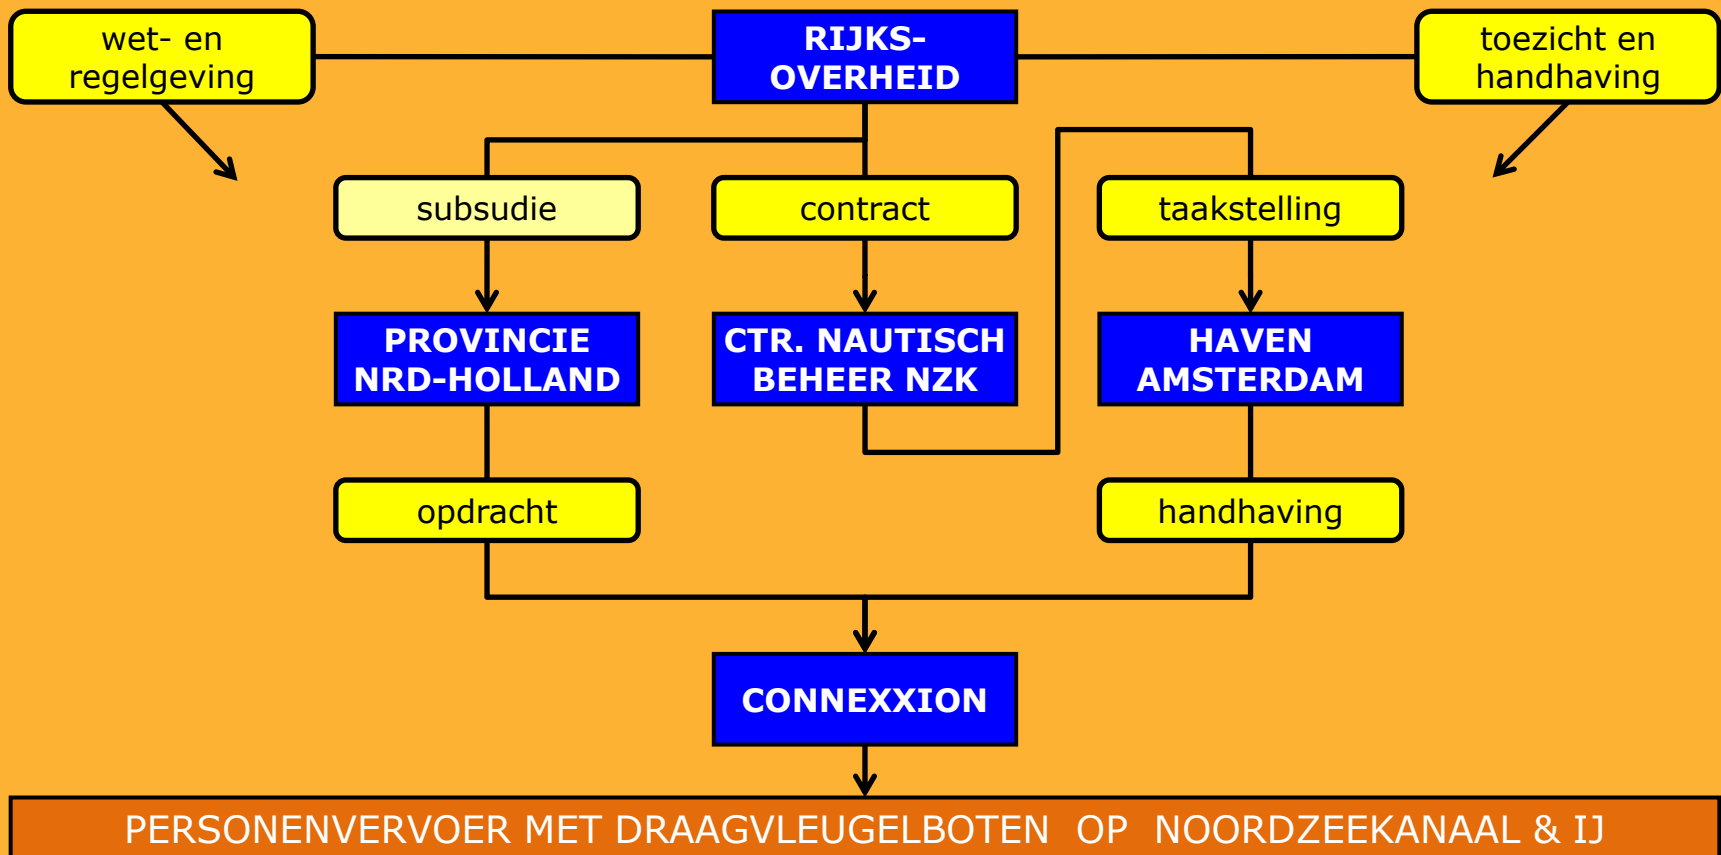 wet- en
regelgeving
RIJKS-
OVERHEID
toezicht en
handhaving
subsudie
contract
taakstelling
PROVINCIE
NRD-HOLLAND
CTR. NAUTISCH
BEHEER NZK
HAVEN
AMSTERDAM
opdracht
handhaving
CONNEXXION
PERSONENVERVOER MET DRAAGVLEUGELBOTEN OP NOORDZEEKANAAL & IJ